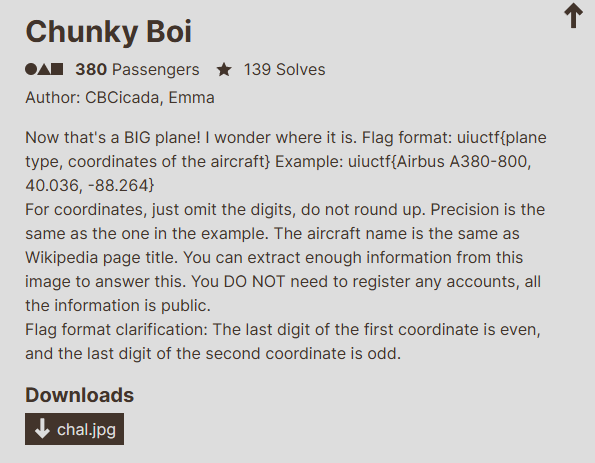 Chunky Boi
380 Passengers ★ 139 Solves
Author: CBCicada, Emma
Now that's a BIG plane! I wonder where it is. Flag format: uiuctf{plane
type, coordinates of the aircraft} Example: uiuctf{Airbus A380-800,
40.036, -88.264}
For coordinates, just omit the digits, do not round up. Precision is the
same as the one in the example. The aircraft name is the same as
Wikipedia page title. You can extract enough information from this
image to answer this. You DO NOT need to register any accounts, all
the information is public.
Flag format clarification: The last digit of the first coordinate is even,
and the last digit of the second coordinate is odd.
Downloads
chal.jpg